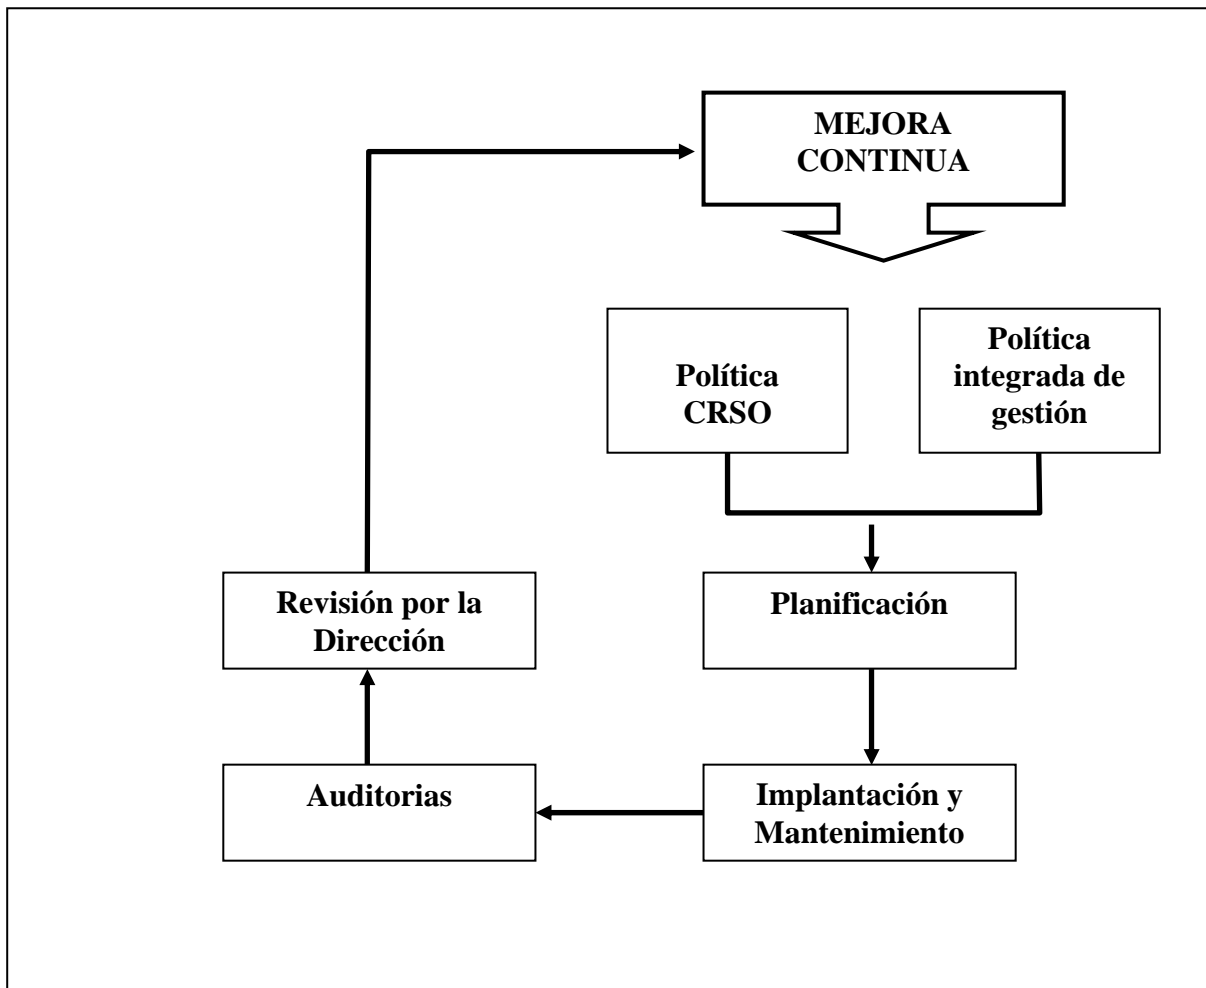 MEJORA
CONTINUA
Política
CRSO
Política
integrada de
gestión
Revisión por la
Dirección
Planificación
Auditorias
Implantación y
Mantenimiento